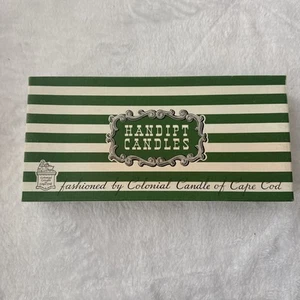 HANDIPT
CANDLES
fashioned by Colonial Candle of Cape Cod